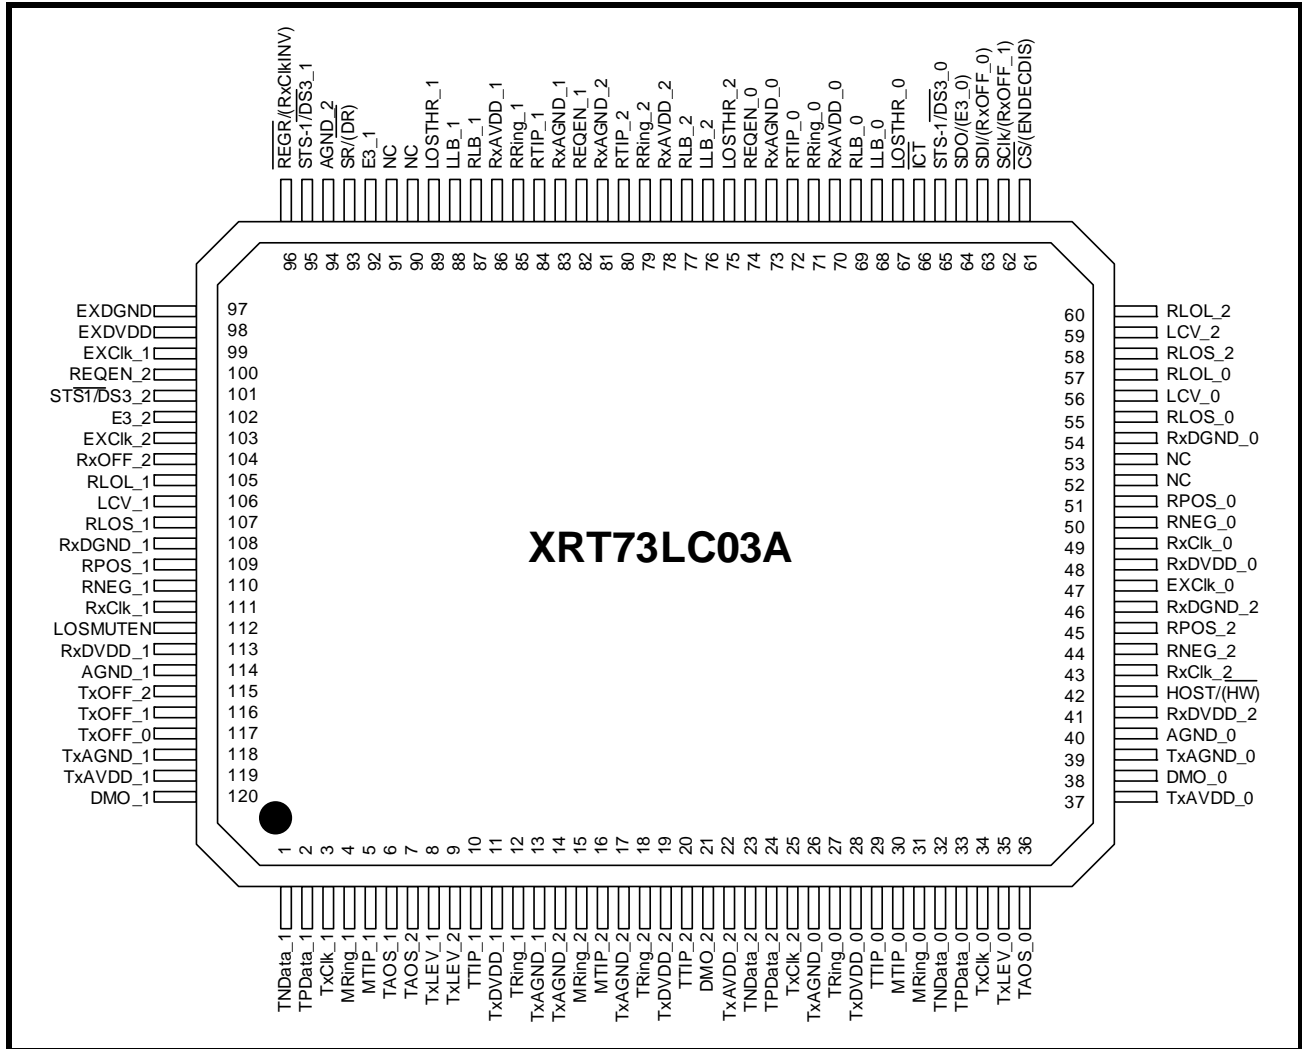 REGR/(RxClkINV)
STS-1/DS3_1
AGND_2
SR/(DR)
E3_1
NC
NC
LOSTHR_1
LLB_1
RLB_1
RxAVDD_1
RRing_1
RTIP_1
RxAGND_1
REQEN_1
RxAGND_2
RTIP_2
RRing_2
RxAVDD_2
RLB_2
LLB_2
LOSTHR_2
REQEN_0
RxAGND_0
RTIP_0
RRing_0
RxAVDD_0
RLB_0
LLB_0
LOSTHR_0
ICT
STS-1/DS3_0
SDO/(E3_0)
SDI/(RxOFF_0)
SClk/(RxOFF_1)
CS/(ENDECDIS)
96 95 94 93 92 91 90 89 88 87 86 85 84 83 82 81 80 79 78 77 76 75 74 73 72 71 70 69 68 67 66 65 64 63 62 61
EXDGND 97
EXDVDD 98
EXClk_1 99
REQEN_2 100
STS1/DS3_2 101
E3_2 102
EXClk_2 103
RxOFF_2 104
RLOL_1 105
LCV_1 106
RLOS_1 107
RxDGND_1 108
RPOS_1 109
RNEG_1 110
RxClk_1 111
LOSMUTEN 112
RxDVDD_1 113
AGND_1 114
TxOFF_2 115
TxOFF_1 116
TxOFF_0 117
TxAGND_1 118
TxAVDD_1 119
DMO_1 120
XRT73LC03A
60 RLOL_2
59 LCV_2
58 RLOS_2
57 RLOL_0
56 LCV_0
55 RLOS_0
54 RxDGND_0
53 NC
52 NC
51 RPOS_0
50 RNEG_0
49 RxClk_0
48 RxDVDD_0
47 EXClk_0
46 RxDGND_2
45 RPOS_2
44 RNEG_2
43 RxClk_2
42 HOST/(HW)
41 RxDVDD_2
40 AGND_0
39 TxAGND_0
38 DMO_0
37 TxAVDD_0
1 2 3 4 5 6 7 8 9 10 11 12 13 14 15 16 17 18 19 20 21 22 23 24 25 26 27 28 29 30 31 32 33 34 35 36
TNData_1
TPData_1
TxClk_1
MRing_1
MTIP_1
TAOS_1
TAOS_2
TxLEV_1
TxLEV_2
TTIP_1
TxDVDD_1
TRing_1
TxAGND_1
TxAGND_2
MRing_2
MTIP_2
TxAGND_2
TRing_2
TxDVDD_2
TTIP_2
DMO_2
TxAVDD_2
TNData_2
TPData_2
TxClk_2
TxAGND_0
TRing_0
TxDVDD_0
TTIP_0
MTIP_0
MRing_0
TNData_0
TPData_0
TxClk_0
TxLEV_0
TAOS_0